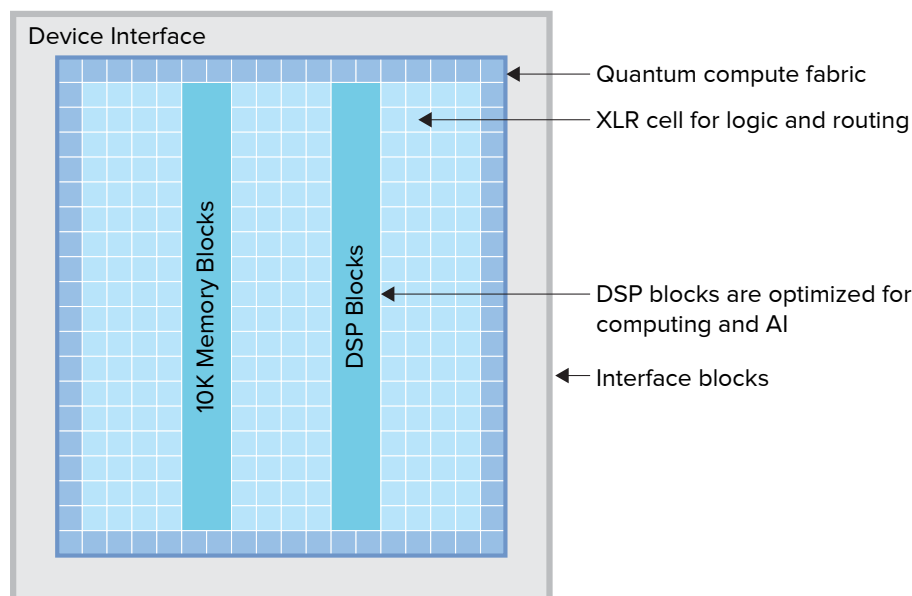 Device Interface
Quantum compute fabric
XLR cell for logic and routing
10K Memory Blocks
DSP Blocks
DSP blocks are optimized for
computing and AI
Interface blocks